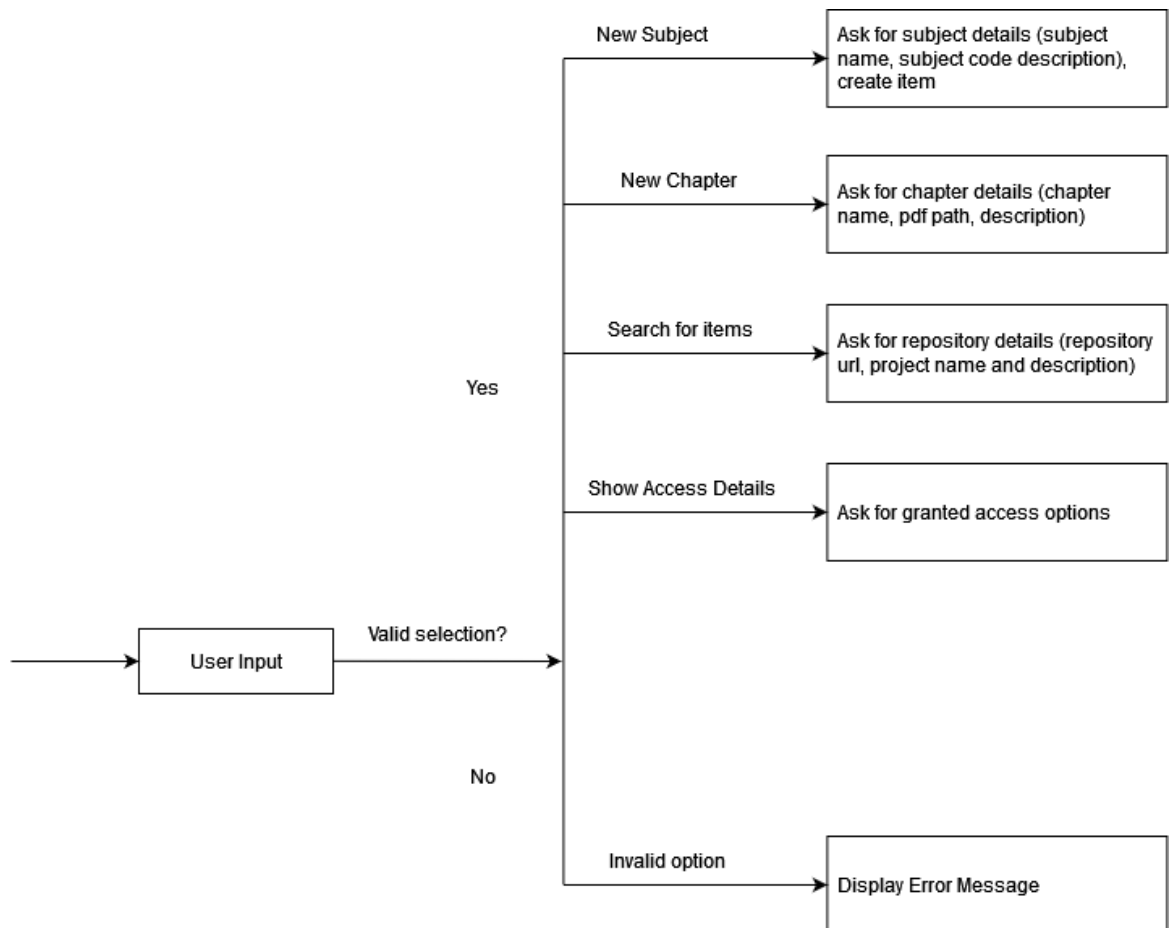 New Subject
Ask for subject details (subject
name, subject code description),
create item
New Chapter
Ask for chapter details (chapter
name, pdf path, description)
Search for items
Ask for repository details (repository
url, project name and description)
Yes
Show Access Details
Ask for granted access options
Valid selection?
User Input
No
Invalid option
Display Error Message